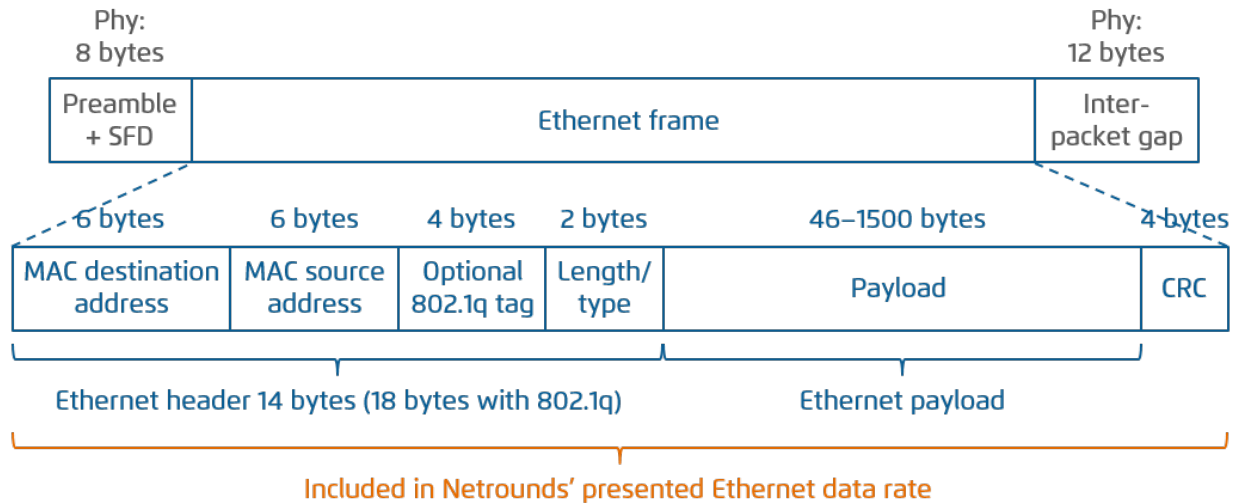 Phy:
8 bytes
Phy:
12 bytes
Preamble
+ SFD
Ethernet frame
Inter-
packet gap
6 bytes
6 bytes
4 bytes
2 bytes
46–1500 bytes
4 bytes
MAC destination
address
MAC source
address
Optional
802.1q tag
Length/
type
Payload
CRC
Ethernet header 14 bytes (18 bytes with 802.1q)
Ethernet payload
Included in Netrounds’ presented Ethernet data rate